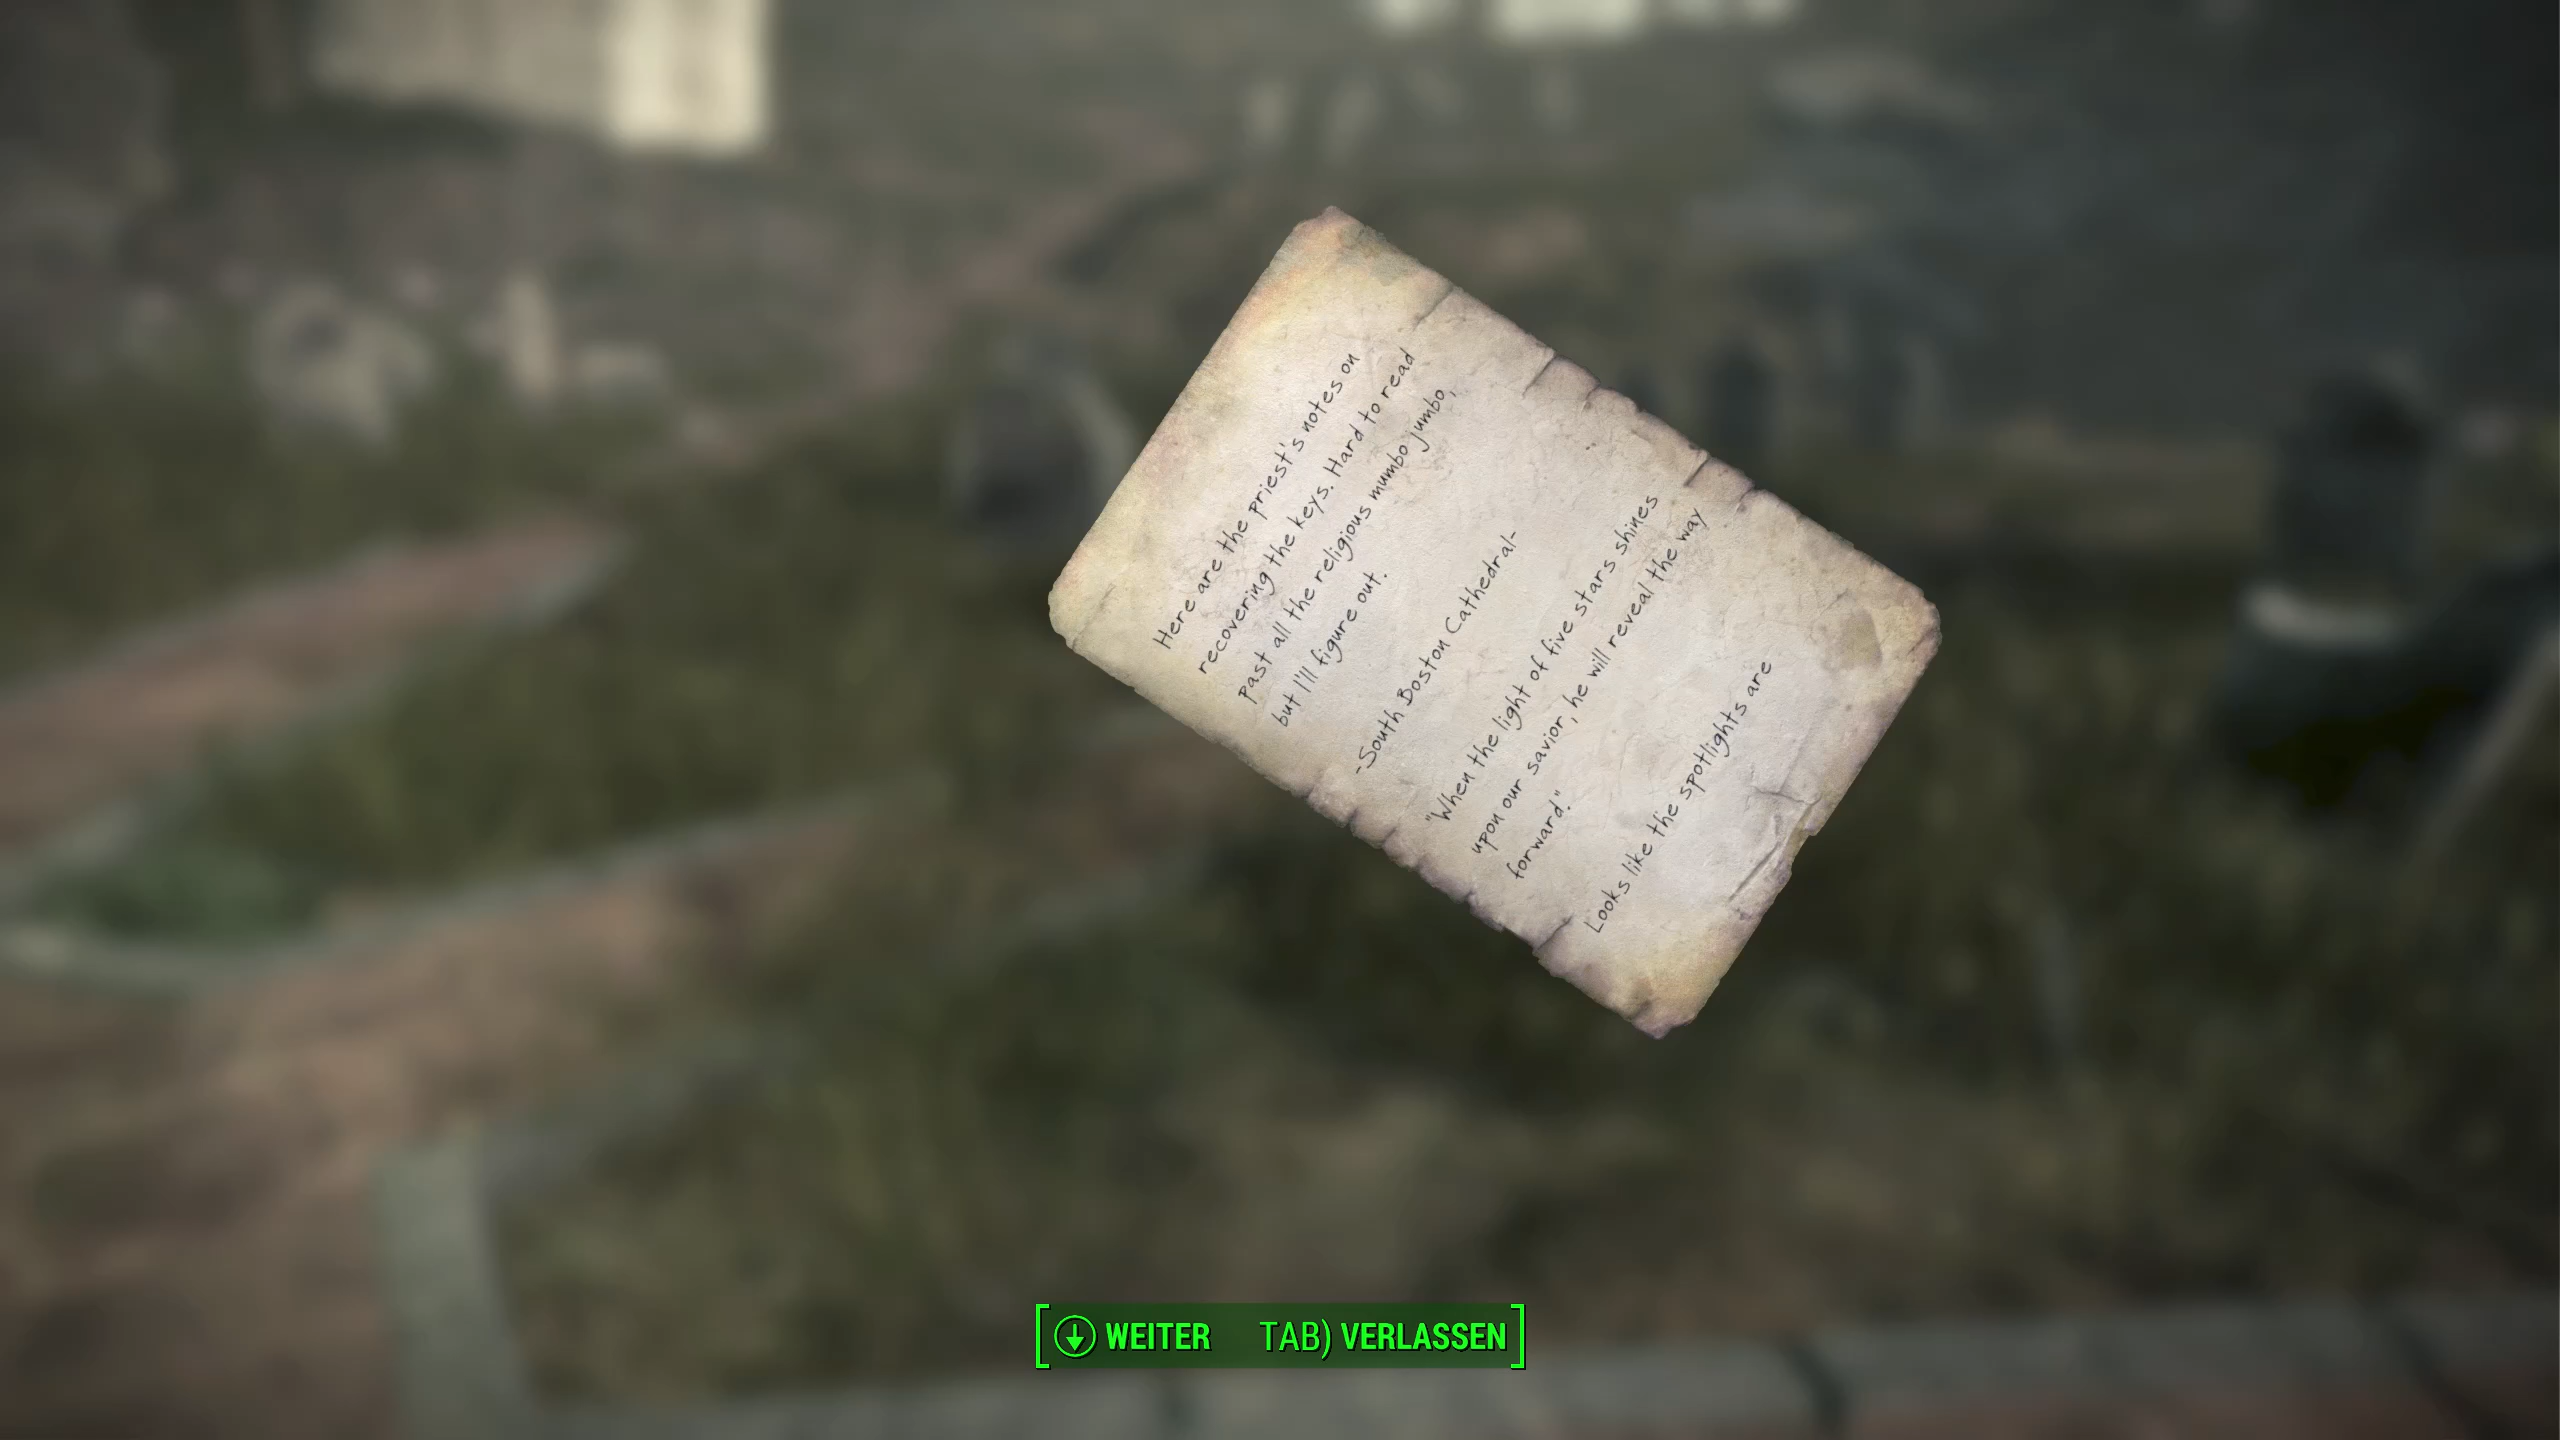 Here are the priest's notes on
recovering the keys. Hard to read
past all the religious mumbo jumbo,
but I'll figure out.
-South Boston Cathedral-
"When the light of five stars shines
upon our savior, he will reveal the way
forward".
Looks like the spotlights are
WEITER TAB) VERLASSEN